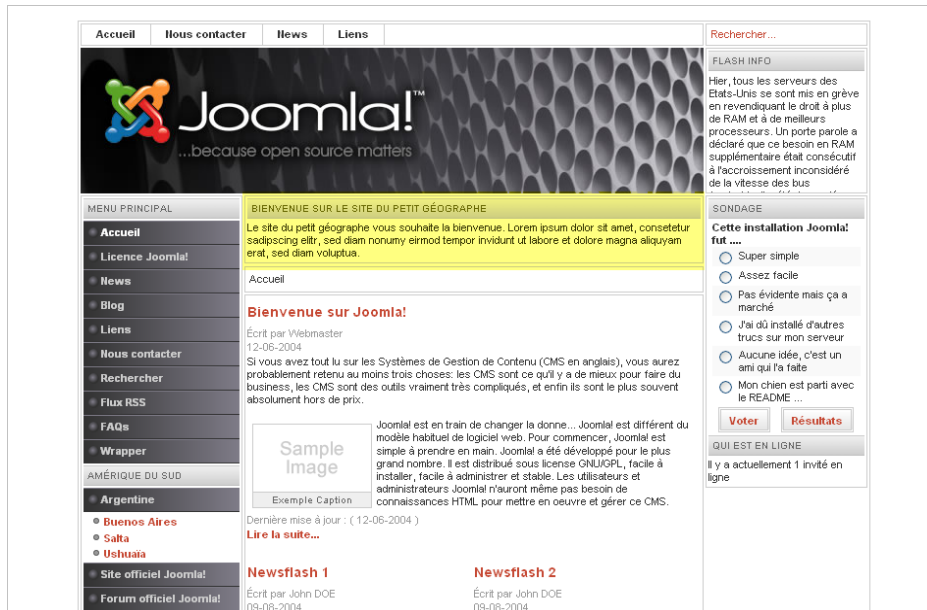 Accueil Nous contacter News Liens
Rechercher...
Joomla!™
...because open source matters
FLASH INFO
Hier, tous les serveurs des
Etats-Unis se sont mis en grève
en revendiquant le droit à plus
de RAM et à de meilleurs
processeurs. Un porte parole a
déclaré que ce besoin en RAM
supplémentaire était consécutif
à l'accroissement inconsidéré
de la vitesse des bus
MENU PRINCIPAL
Accueil
Licence Joomla!
News
Blog
Liens
Nous contacter
Rechercher
Flux RSS
FAQs
Wrapper
AMÉRIQUE DU SUD
Argentine
Buenos Aires
Salta
Ushuaïa
Site officiel Joomla!
Forum officiel Joomla!
BIENVENUE SUR LE SITE DU PETIT GÉOGRAPHE
Le site du petit géographe vous souhaite la bienvenue. Lorem ipsum dolor sit amet, consetetur
sadipscing elitr, sed diam nonumy eirmod tempor invidunt ut labore et dolore magna aliquyam
erat, sed diam voluptua.
Accueil
Bienvenue sur Joomla!
Écrit par Webmaster
12-06-2004
Si vous avez tout lu sur les Systèmes de Gestion de Contenu (CMS en anglais), vous aurez
probablement retenu au moins trois choses: les CMS sont ce qu'il y a de mieux pour faire du
business, les CMS sont des outils vraiment très compliqués, et enfin ils sont le plus souvent
absolument hors de prix.
Sample
Image
Exemple Caption
Joomla! est en train de changer la donne... Joomla! est différent du
modèle habituel de logiciel web. Pour commencer, Joomla! est
simple à prendre en main. Joomla! a été développé pour le plus
grand nombre. Il est distribué sous license GNU/GPL, facile à
installer, facile à administrer et stable. Les utilisateurs et
administrateurs Joomla! n'auront même pas besoin de
connaissances HTML pour mettre en oeuvre et gérer ce CMS.
Dernière mise à jour : ( 12-06-2004 )
Lire la suite...
Newsflash 1
Écrit par John DOE
09-08-2004
Newsflash 2
Écrit par John DOE
09-08-2004
SONDAGE
Cette installation Joomla!
fut ....
Super simple
Assez facile
Pas évidente mais ça a
marché
J'ai dû installé d'autres
trucs sur mon serveur
Aucune idée, c'est un
ami qui l'a faite
Mon chien est parti avec
le README ...
Voter Résultats
QUI EST EN LIGNE
Il y a actuellement 1 invité en
ligne